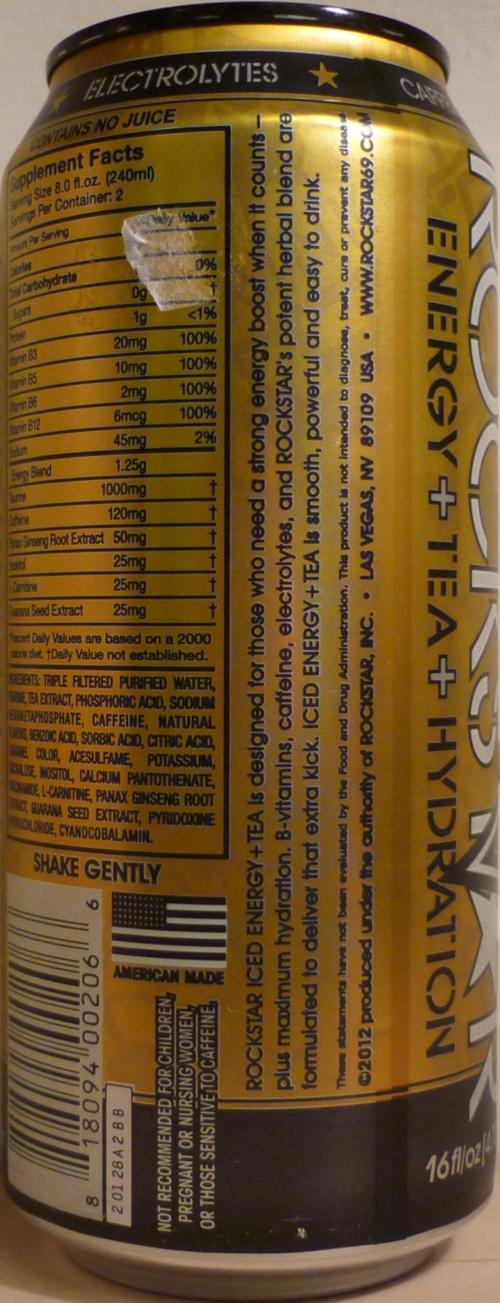 ELECTROLYTES
CONTAINS NO JUICE
Supplement Facts
Serving Size 8.0 fl.oz. (240ml)
Servings Per Container: 2
Amount Per Serving Value*
Calories
Total Carbohydrate 0%
Sugars 0g †
Protein 1g <1%
Vitamin B3 20mg 100%
Vitamin B5 10mg 100%
Vitamin B6 2mg 100%
Vitamin B12 6mcg 100%
Sodium 45mg 2%
Energy Blend 1.25g
Taurine 1000mg †
Caffeine 120mg †
Panax Ginseng Root Extract 50mg †
Inositol 25mg †
L-Carnitine 25mg †
Guarana Seed Extract 25mg †
*Percent Daily Values are based on a 2000
calorie diet. †Daily Value not established.
INGREDIENTS: TRIPLE FILTERED PURIFIED WATER,
TAURINE, TEA EXTRACT, PHOSPHORIC ACID, SODIUM
HEXAMETAPHOSPHATE, CAFFEINE, NATURAL
FLAVORS, BENZOIC ACID, SORBIC ACID, CITRIC ACID,
CARAMEL COLOR, ACESULFAME, POTASSIUM,
SUCRALOSE, INOSITOL, CALCIUM PANTOTHENATE,
NIACINAMIDE, L-CARNITINE, PANAX GINSENG ROOT
EXTRACT, GUARANA SEED EXTRACT, PYRIDOXINE
HYDROCHLORIDE, CYANOCOBALAMIN.
SHAKE GENTLY
AMERICAN MADE
8 18094 00206 6
20128A2BB
NOT RECOMMENDED FOR CHILDREN,
PREGNANT OR NURSING WOMEN,
OR THOSE SENSITIVE TO CAFFEINE.
ROCKSTAR ICED ENERGY+TEA is designed for those who need a strong energy boost when it counts—
plus maximum hydration. B-vitamins, caffeine, electrolytes, and ROCKSTAR's potent herbal blend are
formulated to deliver that extra kick. ICED ENERGY+TEA is smooth, powerful and easy to drink.
These statements have not been evaluated by the Food and Drug Administration. This product is not intended to diagnose, treat, cure or prevent any disease.
©2012 produced under the authority of ROCKSTAR, INC. • LAS VEGAS, NV 89109 USA • WWW.ROCKSTAR69.COM
ENERGY + TEA + HYDRATION
ROCKSTAR
16 fl/oz